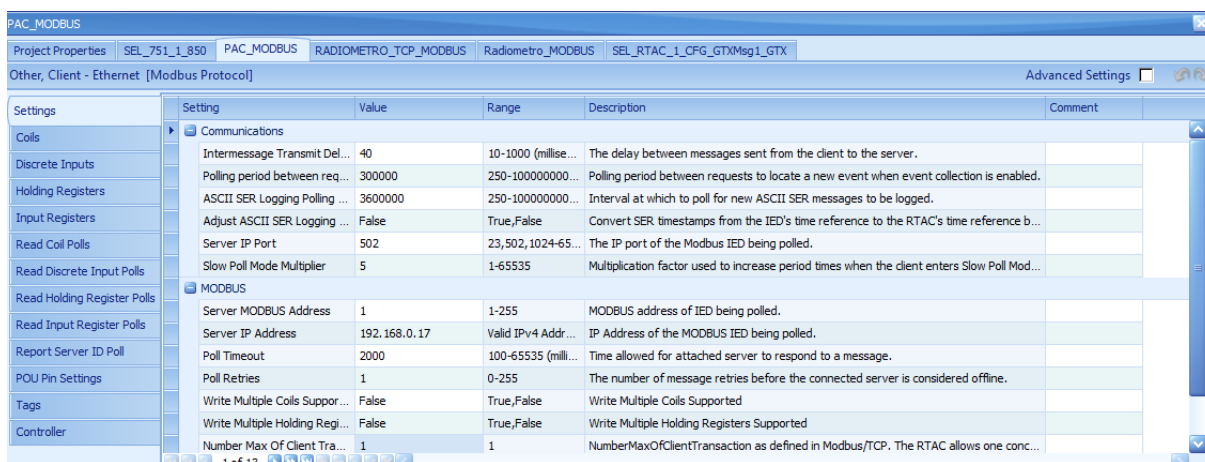 PAC_MODBUS
Project Properties SEL_751_1_850 PAC_MODBUS RADIOMETRO_TCP_MODBUS Radiometro_MODBUS SEL_RTAC_1_CFG_GTXMsg1_GTX
Other, Client - Ethernet [Modbus Protocol] Advanced Settings
Settings
Coils
Discrete Inputs
Holding Registers
Input Registers
Read Coil Polls
Read Discrete Input Polls
Read Holding Register Polls
Read Input Register Polls
Report Server ID Poll
POU Pin Settings
Tags
Controller
Setting Value Range Description Comment
Communications
Intermessage Transmit Del... 40 10-1000 (millise... The delay between messages sent from the client to the server.
Polling period between req... 300000 250-100000000... Polling period between requests to locate a new event when event collection is enabled.
ASCII SER Logging Polling ... 3600000 250-100000000... Interval at which to poll for new ASCII SER messages to be logged.
Adjust ASCII SER Logging ... False True,False Convert SER timestamps from the IED's time reference to the RTAC's time reference b...
Server IP Port 502 23,502,1024-65... The IP port of the Modbus IED being polled.
Slow Poll Mode Multiplier 5 1-65535 Multiplication factor used to increase period times when the client enters Slow Poll Mod...
MODBUS
Server MODBUS Address 1 1-255 MODBUS address of IED being polled.
Server IP Address 192.168.0.17 Valid IPv4 Addr... IP Address of the MODBUS IED being polled.
Poll Timeout 2000 100-65535 (milli... Time allowed for attached server to respond to a message.
Poll Retries 1 0-255 The number of message retries before the connected server is considered offline.
Write Multiple Coils Suppor... False True,False Write Multiple Coils Supported
Write Multiple Holding Regi... False True,False Write Multiple Holding Registers Supported
Number Max Of Client Tra... 1 1 NumberMaxOfClientTransaction as defined in Modbus/TCP. The RTAC allows one conc...
1 of 13